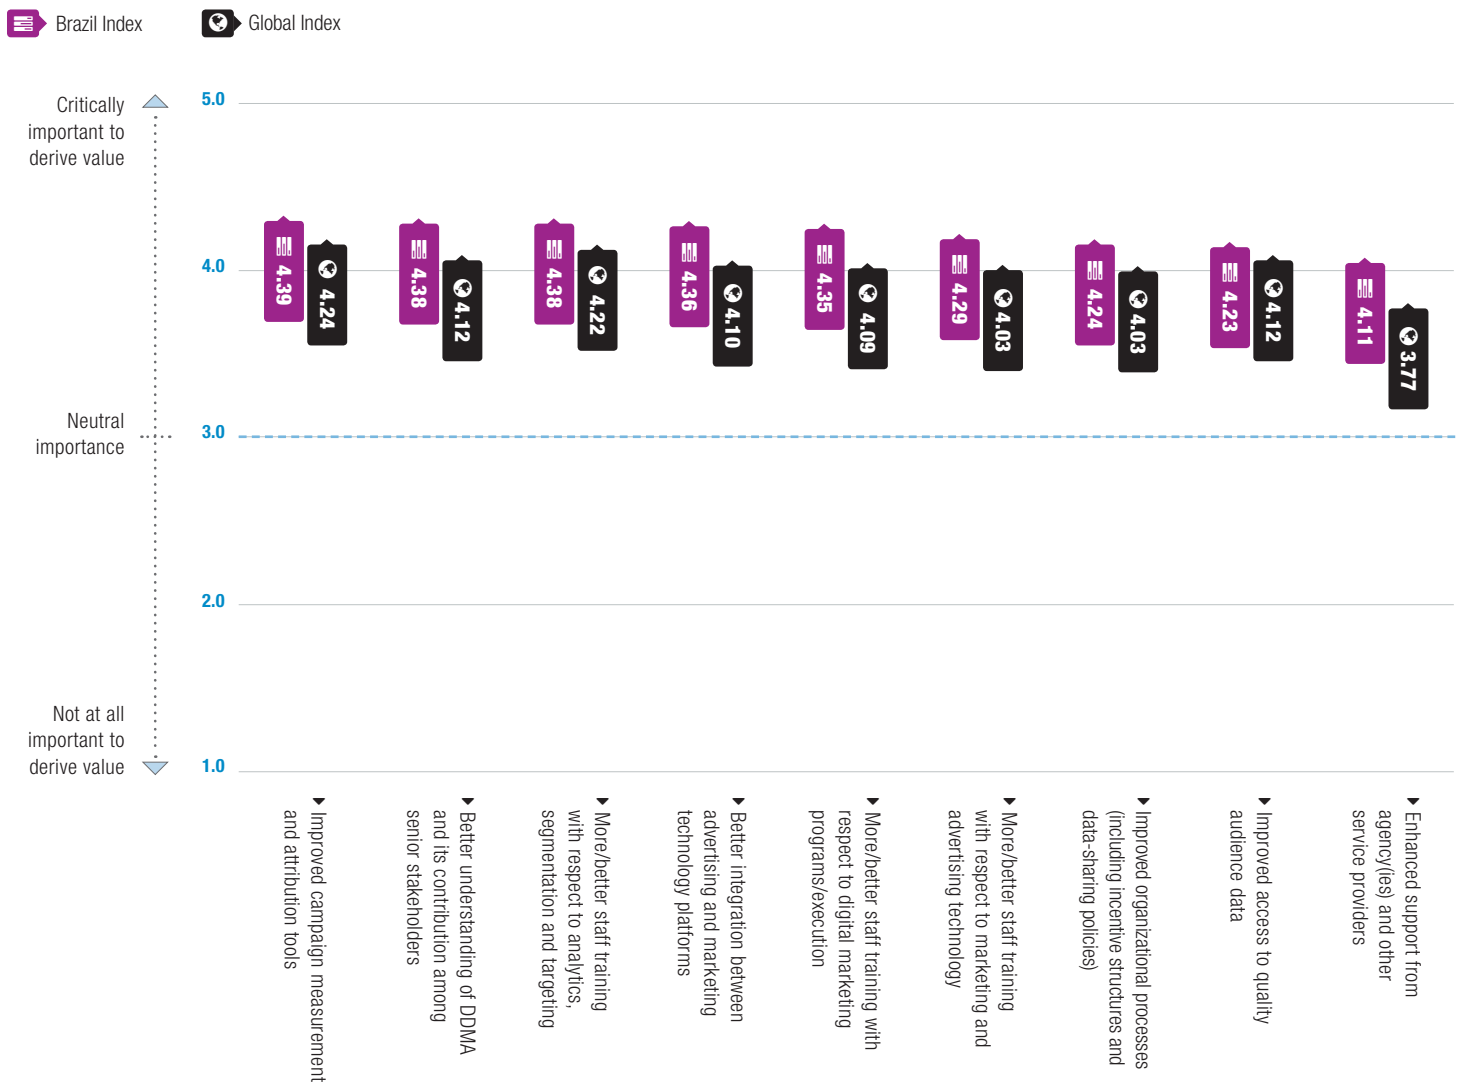 Brazil Index
Global Index
Critically
important to
derive value
Neutral
importance
Not at all
important to
derive value
5.0
4.0
3.0
2.0
1.0
4.39
4.24
4.38
4.12
4.38
4.22
4.36
4.10
4.35
4.09
4.29
4.03
4.24
4.03
4.23
4.12
4.11
3.77
Improved campaign measurement
and attribution tools
Better understanding of DDMA
and its contribution among
senior stakeholders
More/better staff training
with respect to analytics,
segmentation and targeting
Better integration between
advertising and marketing
technology platforms
More/better staff training with
respect to digital marketing
programs/execution
More/better staff training
with respect to marketing and
advertising technology
Improved organizational processes
(including incentive structures and
data-sharing policies)
Improved access to quality
audience data
Enhanced support from
agency(ies) and other
service providers